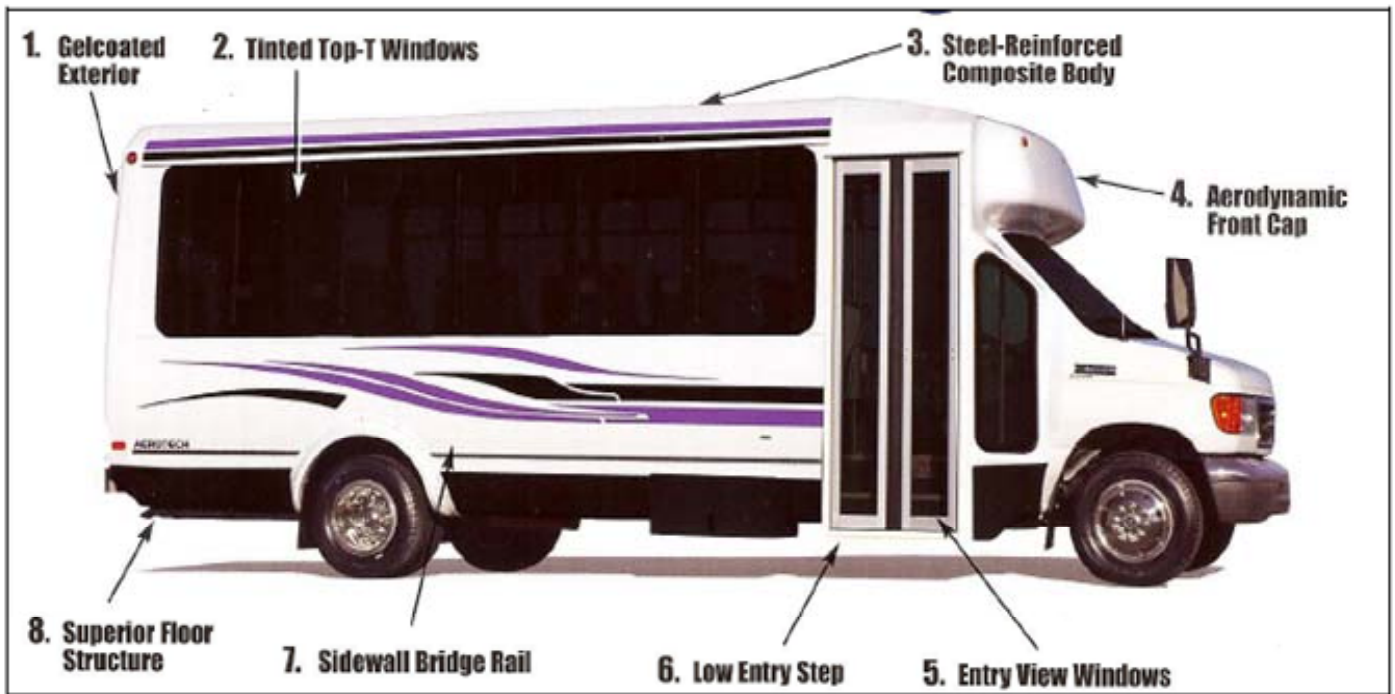 1. Gelcoated
Exterior
2. Tinted Top-T Windows
3. Steel-Reinforced
Composite Body
4. Aerodynamic
Front Cap
AEROTECH
8. Superior Floor
Structure
7. Sidewall Bridge Rail
6. Low Entry Step
5. Entry View Windows